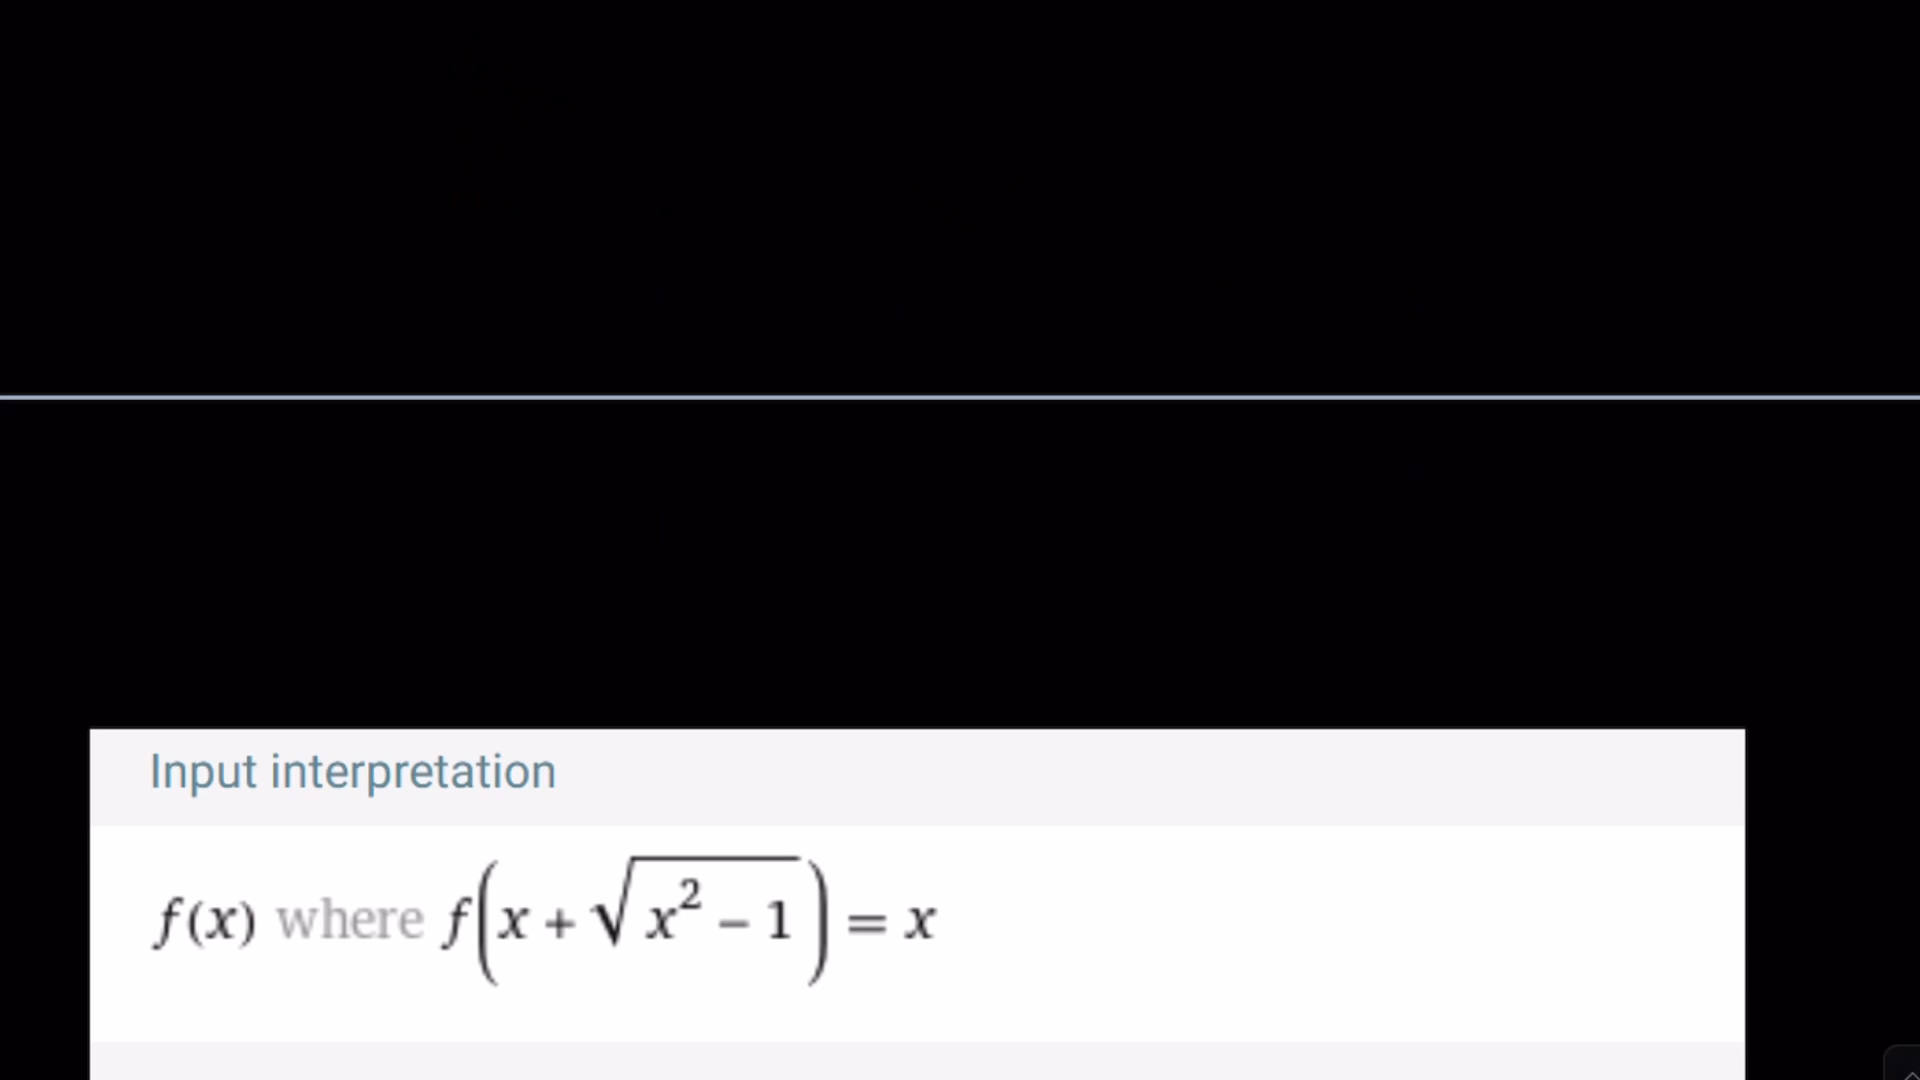 Input interpretation
f(x) where f(x + √(x² − 1)) = x